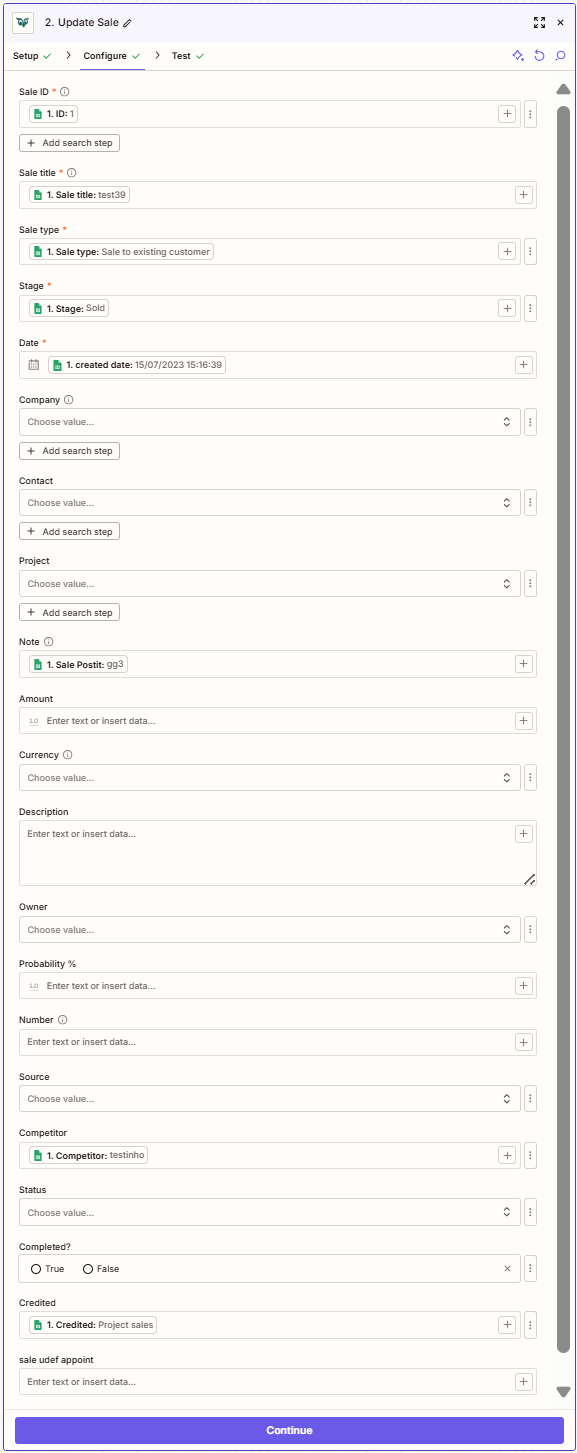 2. Update Sale
Setup Configure Test
Sale ID *
1. ID: 1
Add search step
Sale title *
1. Sale title: test39
Sale type *
1. Sale type: Sale to existing customer
Stage *
1. Stage: Sold
Date *
1. created date: 15/07/2023 15:16:39
Company
Choose value...
Add search step
Contact
Choose value...
Add search step
Project
Choose value...
Add search step
Note
1. Sale Postit: gg3
Amount
1.0 Enter text or insert data...
Currency
Choose value...
Description
Enter text or insert data...
Owner
Choose value...
Probability %
1.0 Enter text or insert data...
Number
Enter text or insert data...
Source
Choose value...
Competitor
1. Competitor: testinho
Status
Choose value...
Completed?
True False
Credited
1. Credited: Project sales
sale udef appoint
Enter text or insert data...
Continue